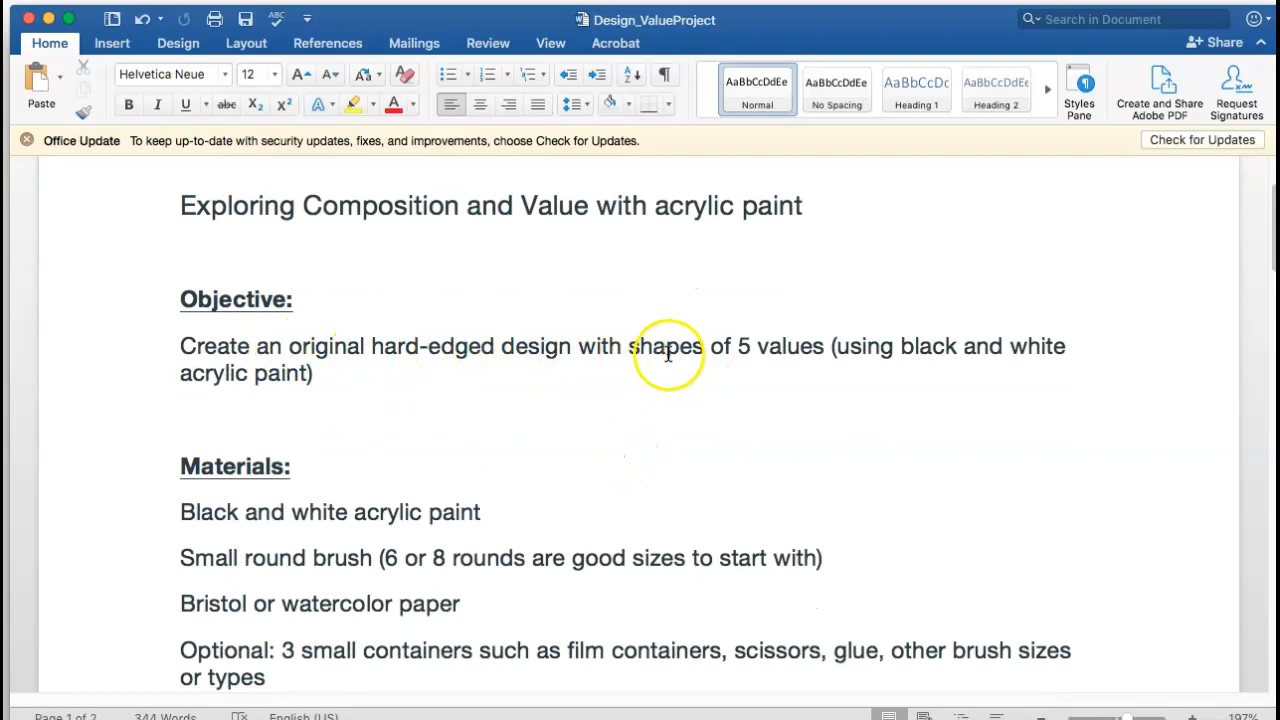 Design_ValueProject
Search in Document
Home Insert Design Layout References Mailings Review View Acrobat
Share
Paste
Helvetica Neue 12
AaBbCcDdEe AaBbCcDdEe AaBbCcDc AaBbCcDdEe
Normal No Spacing Heading 1 Heading 2
Styles Pane
Create and Share Adobe PDF
Request Signatures
Office Update To keep up-to-date with security updates, fixes, and improvements, choose Check for Updates.
Check for Updates
Exploring Composition and Value with acrylic paint
Objective:
Create an original hard-edged design with shapes of 5 values (using black and white
acrylic paint)
Materials:
Black and white acrylic paint
Small round brush (6 or 8 rounds are good sizes to start with)
Bristol or watercolor paper
Optional: 3 small containers such as film containers, scissors, glue, other brush sizes
or types
Page 1 of 2 344 Words English (US) 197%